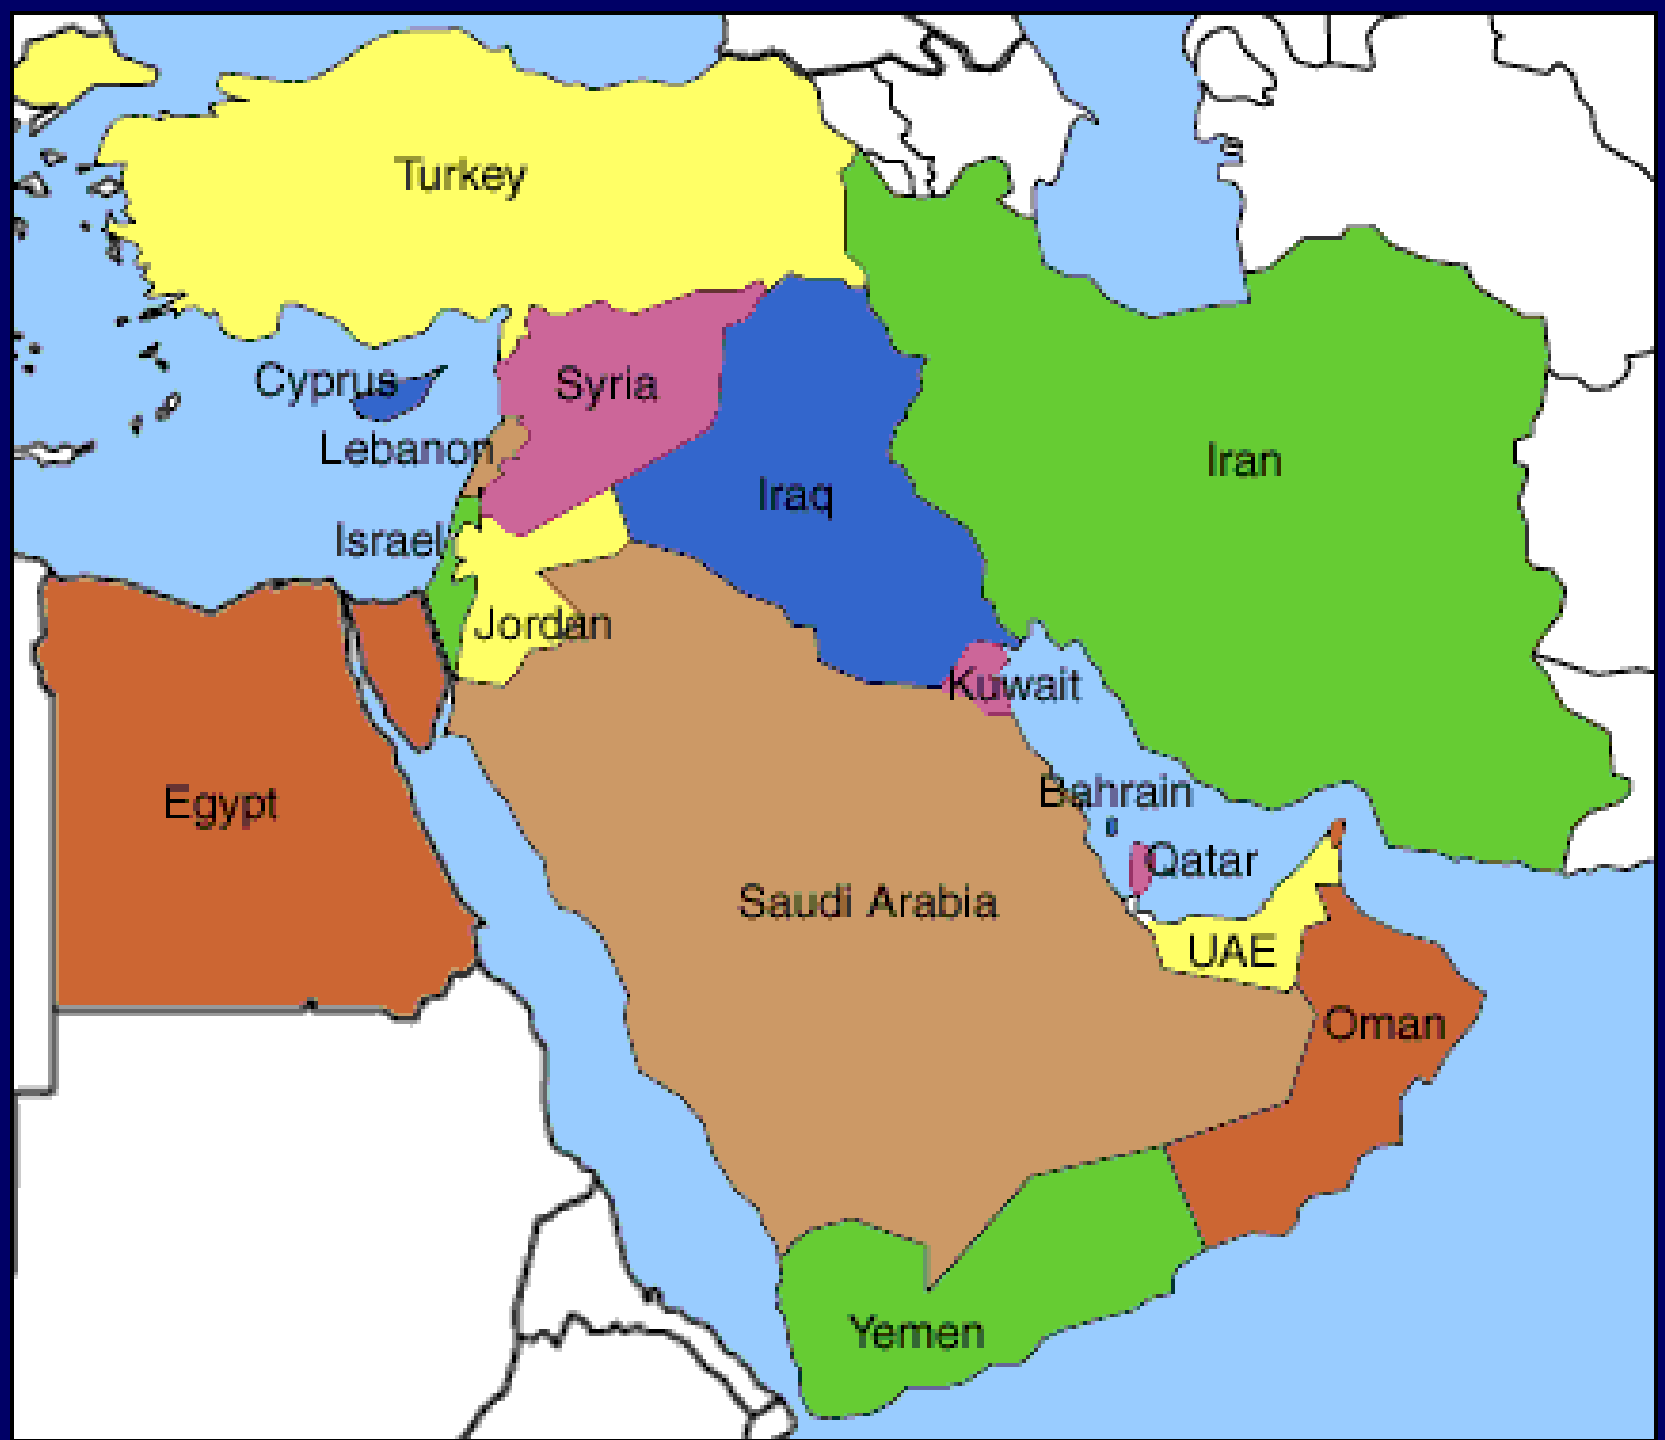 Turkey
Cyprus
Syria
Lebanon
Iran
Iraq
Israel
Jordan
Kuwait
Bahrain
Egypt
Qatar
Saudi Arabia
UAE
Oman
Yemen